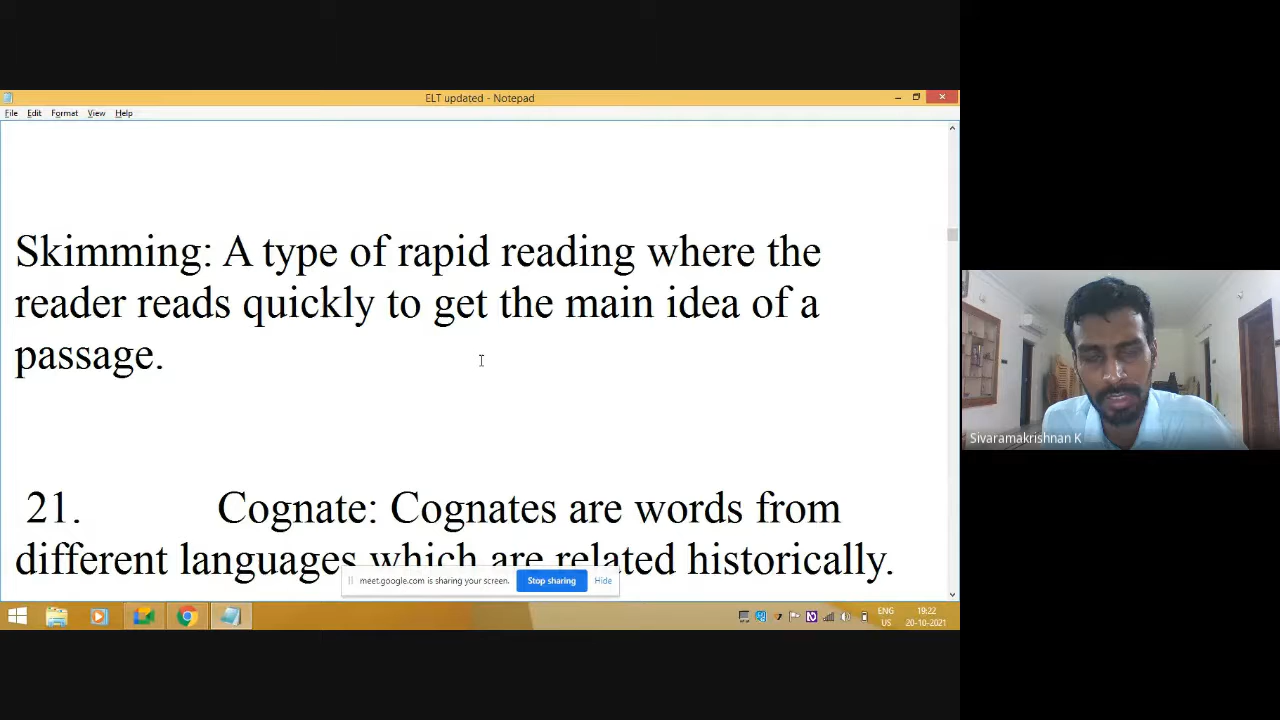 ELT updated - Notepad
File Edit Format View Help
Skimming: A type of rapid reading where the
reader reads quickly to get the main idea of a
passage.
21. Cognate: Cognates are words from
different languages which are related historically.
meet.google.com is sharing your screen. Stop sharing Hide
Sivaramakrishnan K
ENG 19:22
US 20-10-2021